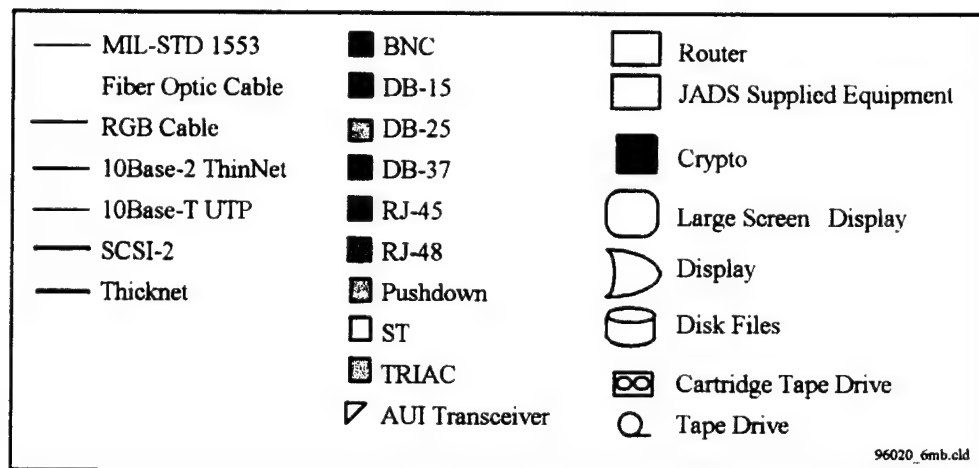 MIL-STD 1553
Fiber Optic Cable
RGB Cable
10Base-2 ThinNet
10Base-T UTP
SCSI-2
Thicknet
BNC
DB-15
DB-25
DB-37
RJ-45
RJ-48
Pushdown
ST
TRIAC
AUI Transceiver
Router
JADS Supplied Equipment
Crypto
Large Screen Display
Display
Disk Files
Cartridge Tape Drive
Tape Drive
96020_6mb.cld